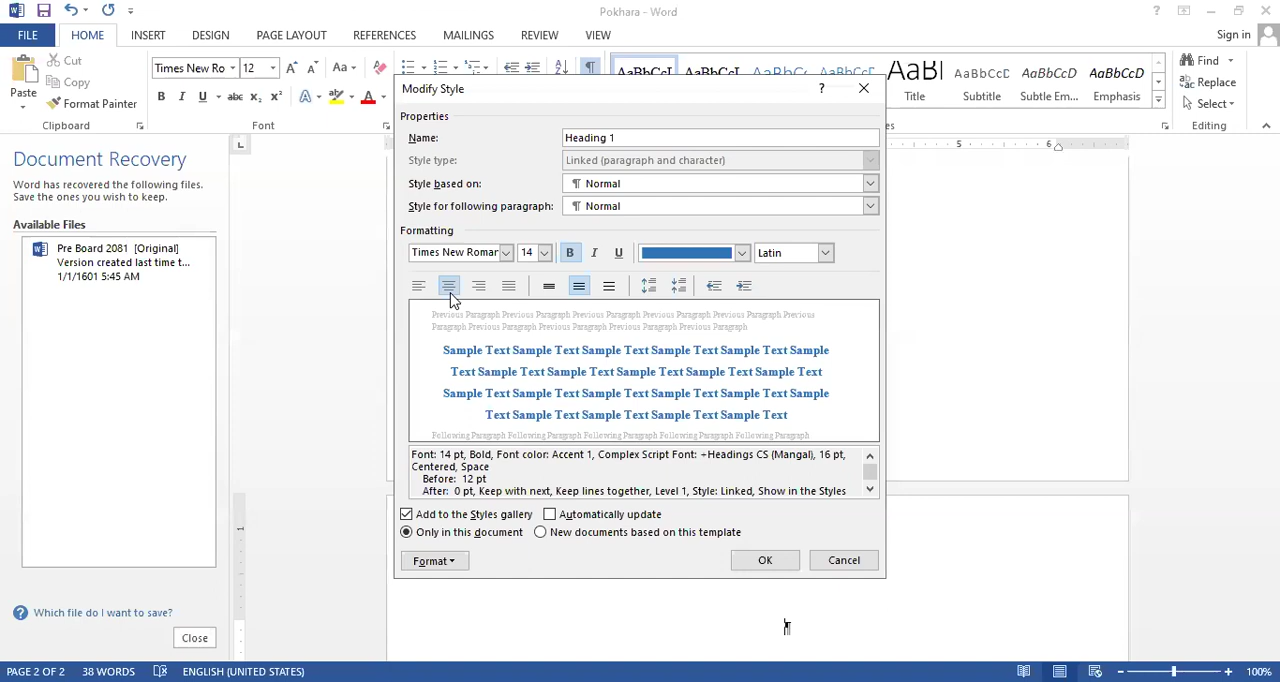 Pokhara - Word
FILE HOME INSERT DESIGN PAGE LAYOUT REFERENCES MAILINGS REVIEW VIEW Sign in
Cut
Copy
Format Painter
Paste
Clipboard
Times New Ro 12
Font
Title Subtitle Subtle Em... Emphasis
Find
Replace
Select
Editing
Document Recovery
Word has recovered the following files.
Save the ones you wish to keep.
Available Files
Pre Board 2081 [Original]
Version created last time t...
1/1/1601 5:45 AM
Which file do I want to save?
Close
Modify Style
Properties
Name: Heading 1
Style type: Linked (paragraph and character)
Style based on: ¶ Normal
Style for following paragraph: ¶ Normal
Formatting
Times New Roman 14 B I U Latin
Previous Paragraph Previous Paragraph Previous Paragraph Previous Paragraph Previous Paragraph Previous
Paragraph Previous Paragraph Previous Paragraph Previous Paragraph Previous Paragraph
Sample Text Sample Text Sample Text Sample Text Sample Text Sample
Text Sample Text Sample Text Sample Text Sample Text Sample Text
Sample Text Sample Text Sample Text Sample Text Sample Text Sample
Text Sample Text Sample Text Sample Text Sample Text
Following Paragraph Following Paragraph Following Paragraph Following Paragraph Following Paragraph
Font: 14 pt, Bold, Font color: Accent 1, Complex Script Font: +Headings CS (Mangal), 16 pt,
Centered, Space
Before: 12 pt
After: 0 pt, Keep with next, Keep lines together, Level 1, Style: Linked, Show in the Styles
Add to the Styles gallery Automatically update
Only in this document New documents based on this template
Format OK Cancel
PAGE 2 OF 2 38 WORDS ENGLISH (UNITED STATES) 100%